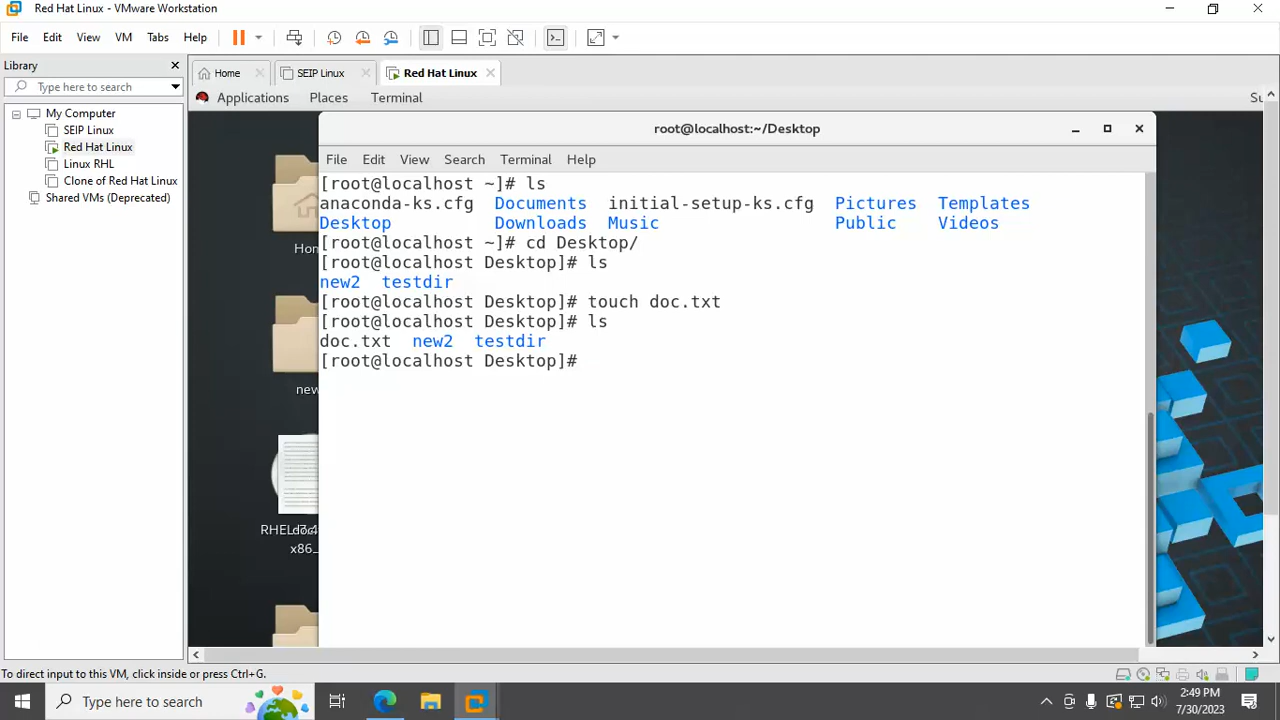 Red Hat Linux - VMware Workstation
File Edit View VM Tabs Help
Library
Type here to search
My Computer
SEIP Linux
Red Hat Linux
Linux RHL
Clone of Red Hat Linux
Shared VMs (Deprecated)
Home SEIP Linux Red Hat Linux
Applications Places Terminal
root@localhost:~/Desktop
File Edit View Search Terminal Help
[root@localhost ~]# ls
anaconda-ks.cfg Documents initial-setup-ks.cfg Pictures Templates
Desktop Downloads Music Public Videos
[root@localhost ~]# cd Desktop/
[root@localhost Desktop]# ls
new2 testdir
[root@localhost Desktop]# touch doc.txt
[root@localhost Desktop]# ls
doc.txt new2 testdir
[root@localhost Desktop]#
Hom
new
x86_
To direct input to this VM, click inside or press Ctrl+G.
Type here to search
2:49 PM
7/30/2023